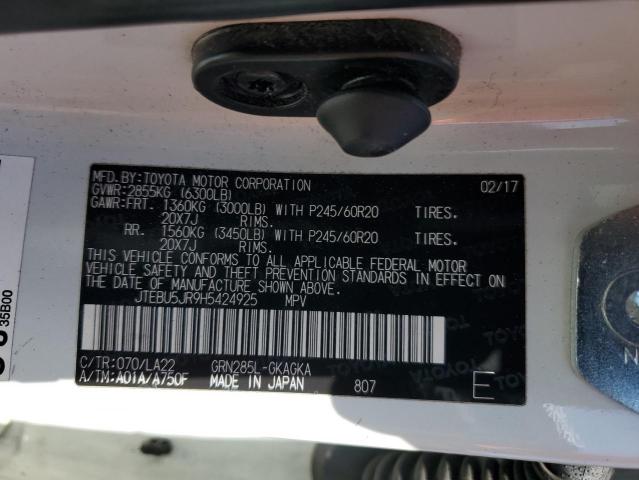 MFD.BY:TOYOTA MOTOR CORPORATION 02/17
GVWR:2855KG (6300LB)
GAWR:FRT. 1360KG (3000LB) WITH P245/60R20 TIRES.
20X7J RIMS.
RR. 1560KG (3450LB) WITH P245/60R20 TIRES.
20X7J RIMS.
THIS VEHICLE CONFORMS TO ALL APPLICABLE FEDERAL MOTOR
VEHICLE SAFETY AND THEFT PREVENTION STANDARDS IN EFFECT ON
THE DATE OF MANUFACTURE SHOWN ABOVE.
JTEBU5JR9H5424925 MPV
C/TR:070/LA22 GRN285L-GKAGKA
A/TM:A01A/A750F MADE IN JAPAN 807 E
35B00